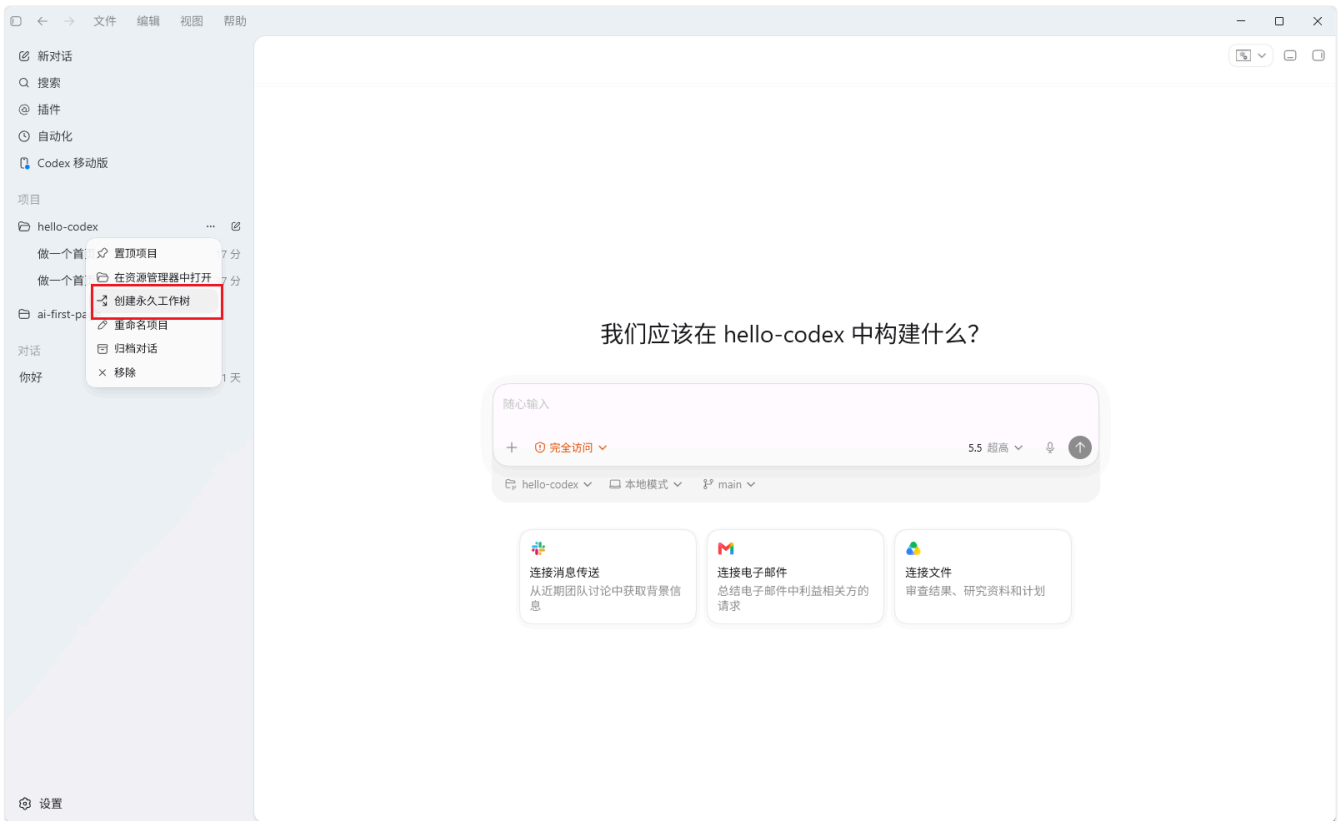 文件 编辑 视图 帮助
新对话
搜索
插件
自动化
Codex 移动版
项目
hello-codex
做一个首 7 分
置顶项目
在资源管理器中打开
做一个首 7 分
创建永久工作树
ai-first-pa
重命名项目
归档对话
对话
移除
你好 1 天
我们应该在 hello-codex 中构建什么？
随心输入
完全访问 5.5 超高
hello-codex 本地模式 main
连接消息传送
从近期团队讨论中获取背景信
息
连接电子邮件
总结电子邮件中利益相关方的
请求
连接文件
审查结果、研究资料和计划
设置